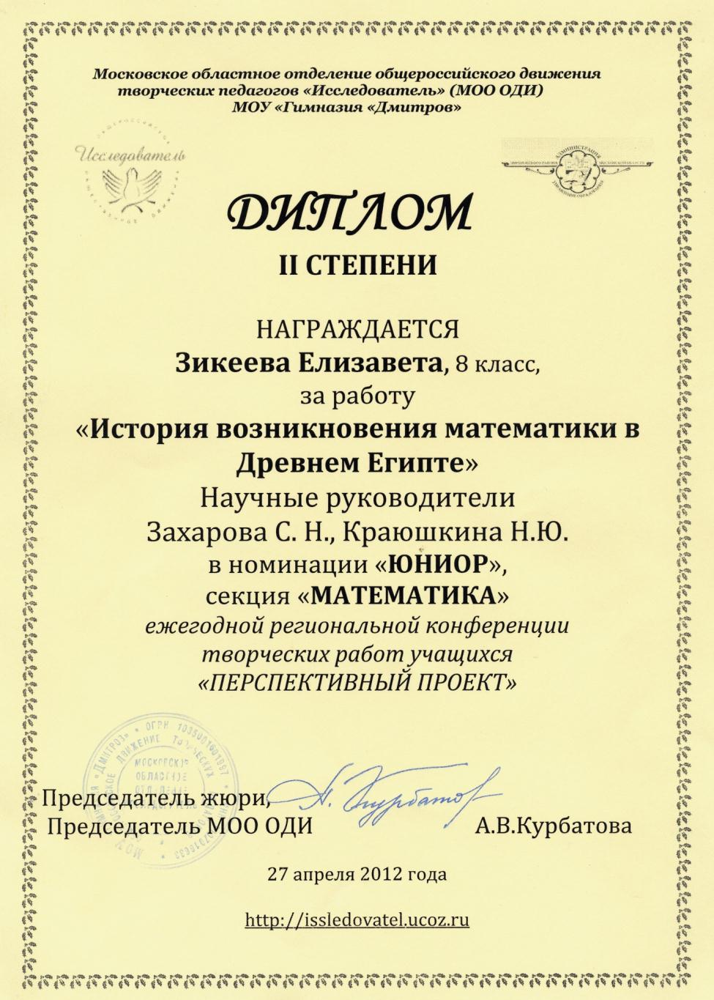 Московское областное отделение общероссийского движения
творческих педагогов «Исследователь» (МОО ОДИ)
МОУ «Гимназия «Дмитров»
Исследователь
АДМИНИСТРАЦИЯ
ДИПЛОМ
II СТЕПЕНИ
НАГРАЖДАЕТСЯ
Зикеева Елизавета, 8 класс,
за работу
«История возникновения математики в
Древнем Египте»
Научные руководители
Захарова С. Н., Краюшкина Н.Ю.
в номинации «ЮНИОР»,
секция «МАТЕМАТИКА»
ежегодной региональной конференции
творческих работ учащихся
«ПЕРСПЕКТИВНЫЙ ПРОЕКТ»
Председатель жюри,
Председатель МОО ОДИ
А.В.Курбатова
27 апреля 2012 года
http://issledovatel.ucoz.ru